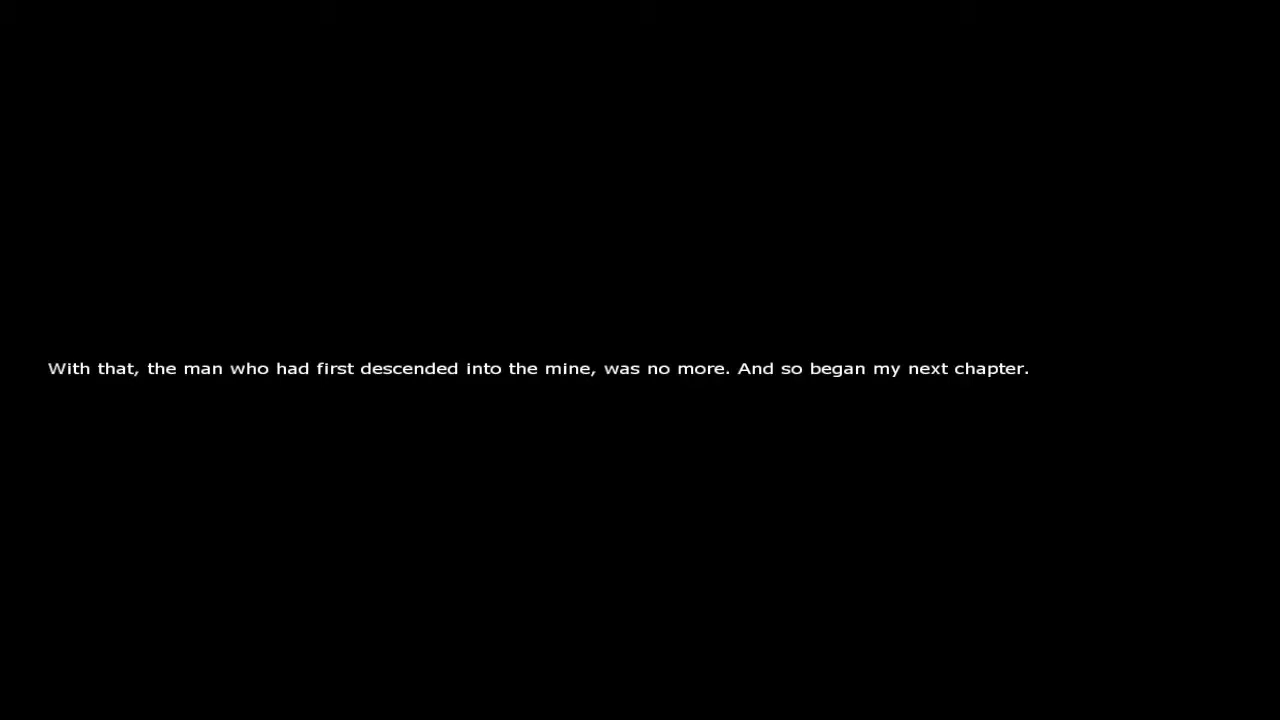 With that, the man who had first descended into the mine, was no more. And so began my next chapter.